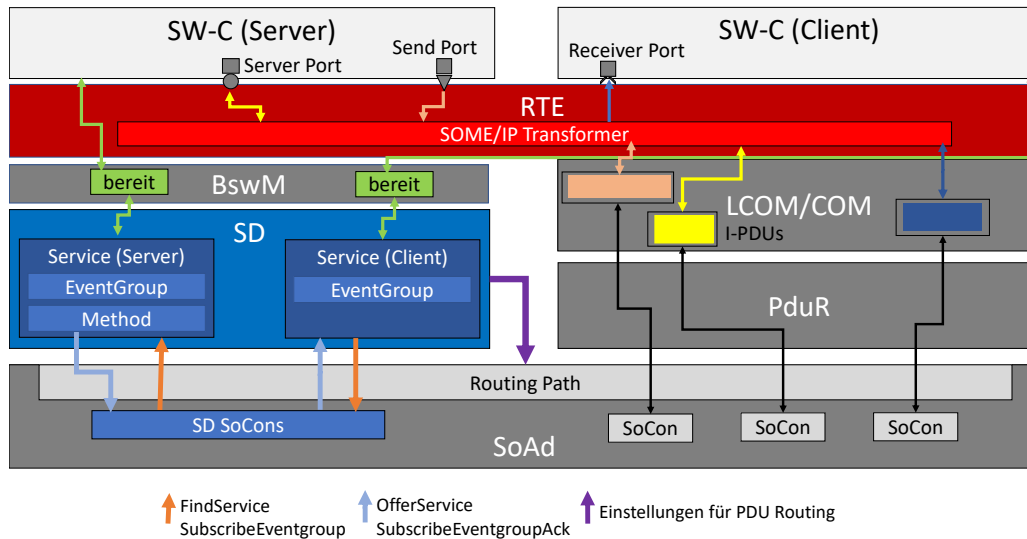 SW-C (Server)
Server Port
Send Port
SW-C (Client)
Receiver Port
RTE
SOME/IP Transformer
bereit
BswM
bereit
LCOM/COM
I-PDUs
SD
Service (Server)
EventGroup
Method
Service (Client)
EventGroup
PduR
Routing Path
SD SoCons
SoCon
SoCon
SoCon
SoAd
FindService
SubscribeEventgroup
OfferService
SubscribeEventgroupAck
Einstellungen für PDU Routing